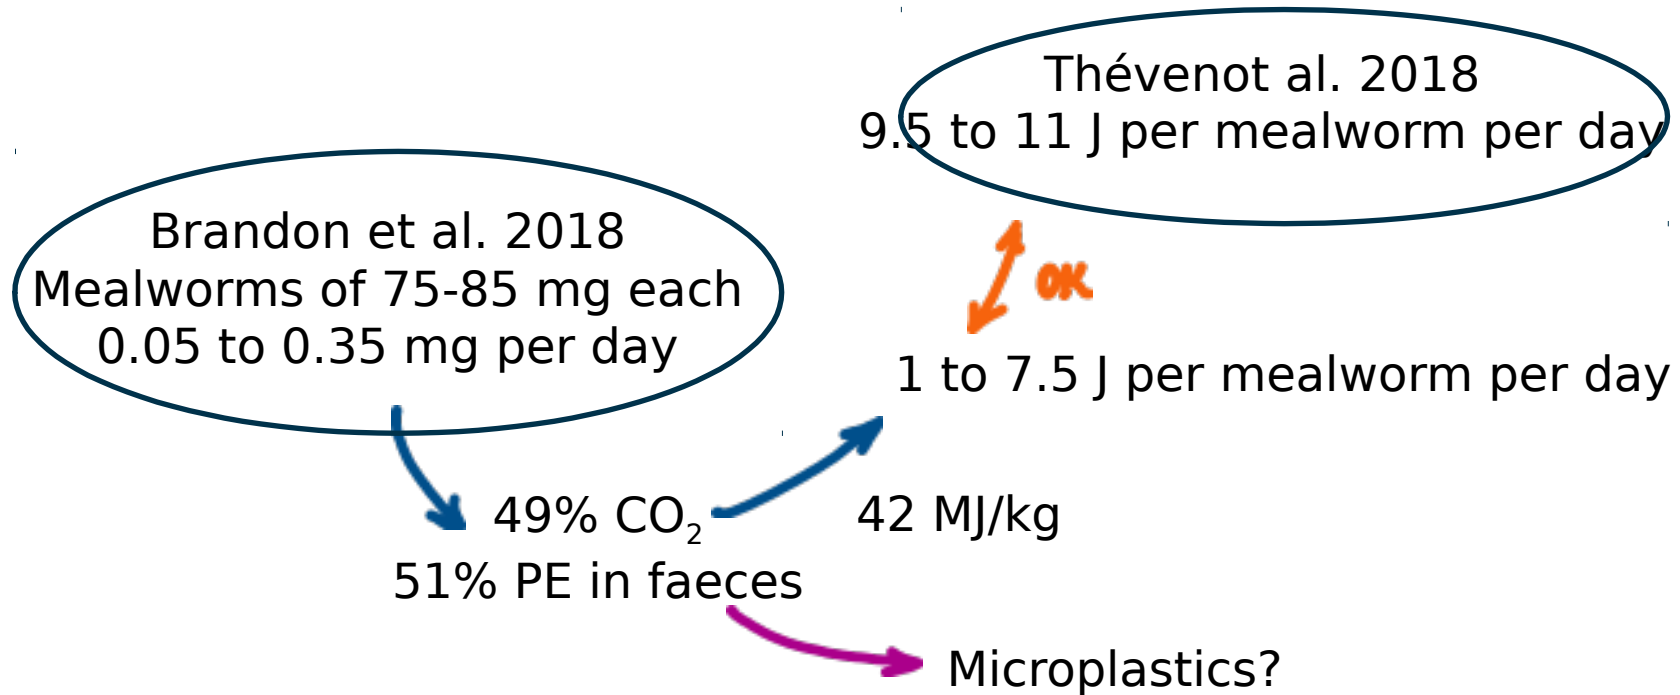 Thévenot al. 2018
9.5 to 11 J per mealworm per day
Brandon et al. 2018
Mealworms of 75-85 mg each
0.05 to 0.35 mg per day
OK
1 to 7.5 J per mealworm per day
49% CO₂
42 MJ/kg
51% PE in faeces
Microplastics?